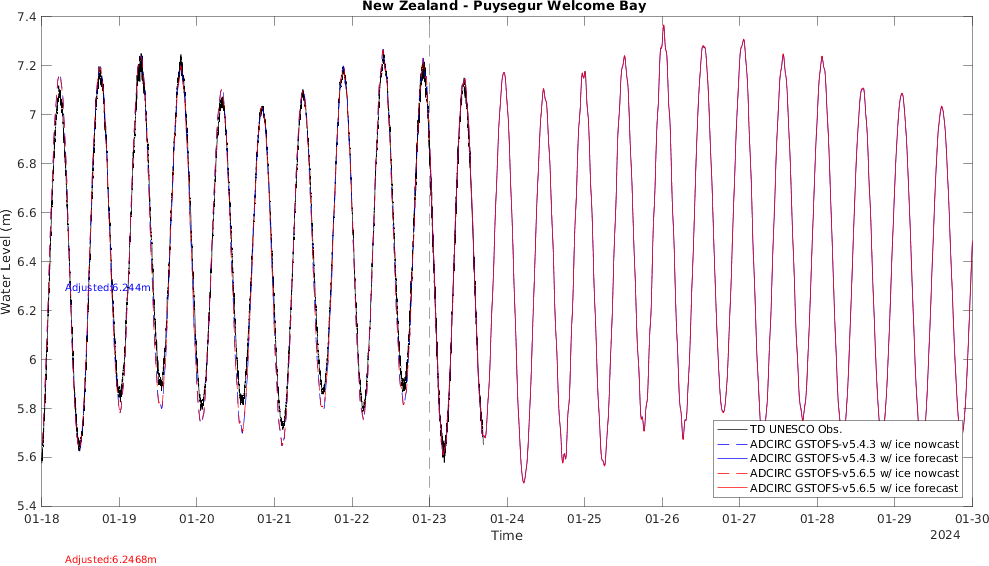 New Zealand - Puysegur Welcome Bay
7.4
7.2
7
6.8
6.6
6.4
6.2
6
5.8
5.6
5.4
Water Level (m)
Adjusted:6.244m
TD UNESCO Obs.
ADCIRC GSTOFS-v5.4.3 w/ ice nowcast
ADCIRC GSTOFS-v5.4.3 w/ ice forecast
ADCIRC GSTOFS-v5.6.5 w/ ice nowcast
ADCIRC GSTOFS-v5.6.5 w/ ice forecast
01-18 01-19 01-20 01-21 01-22 01-23 01-24 01-25 01-26 01-27 01-28 01-29 01-30
Time
2024
Adjusted:6.2468m